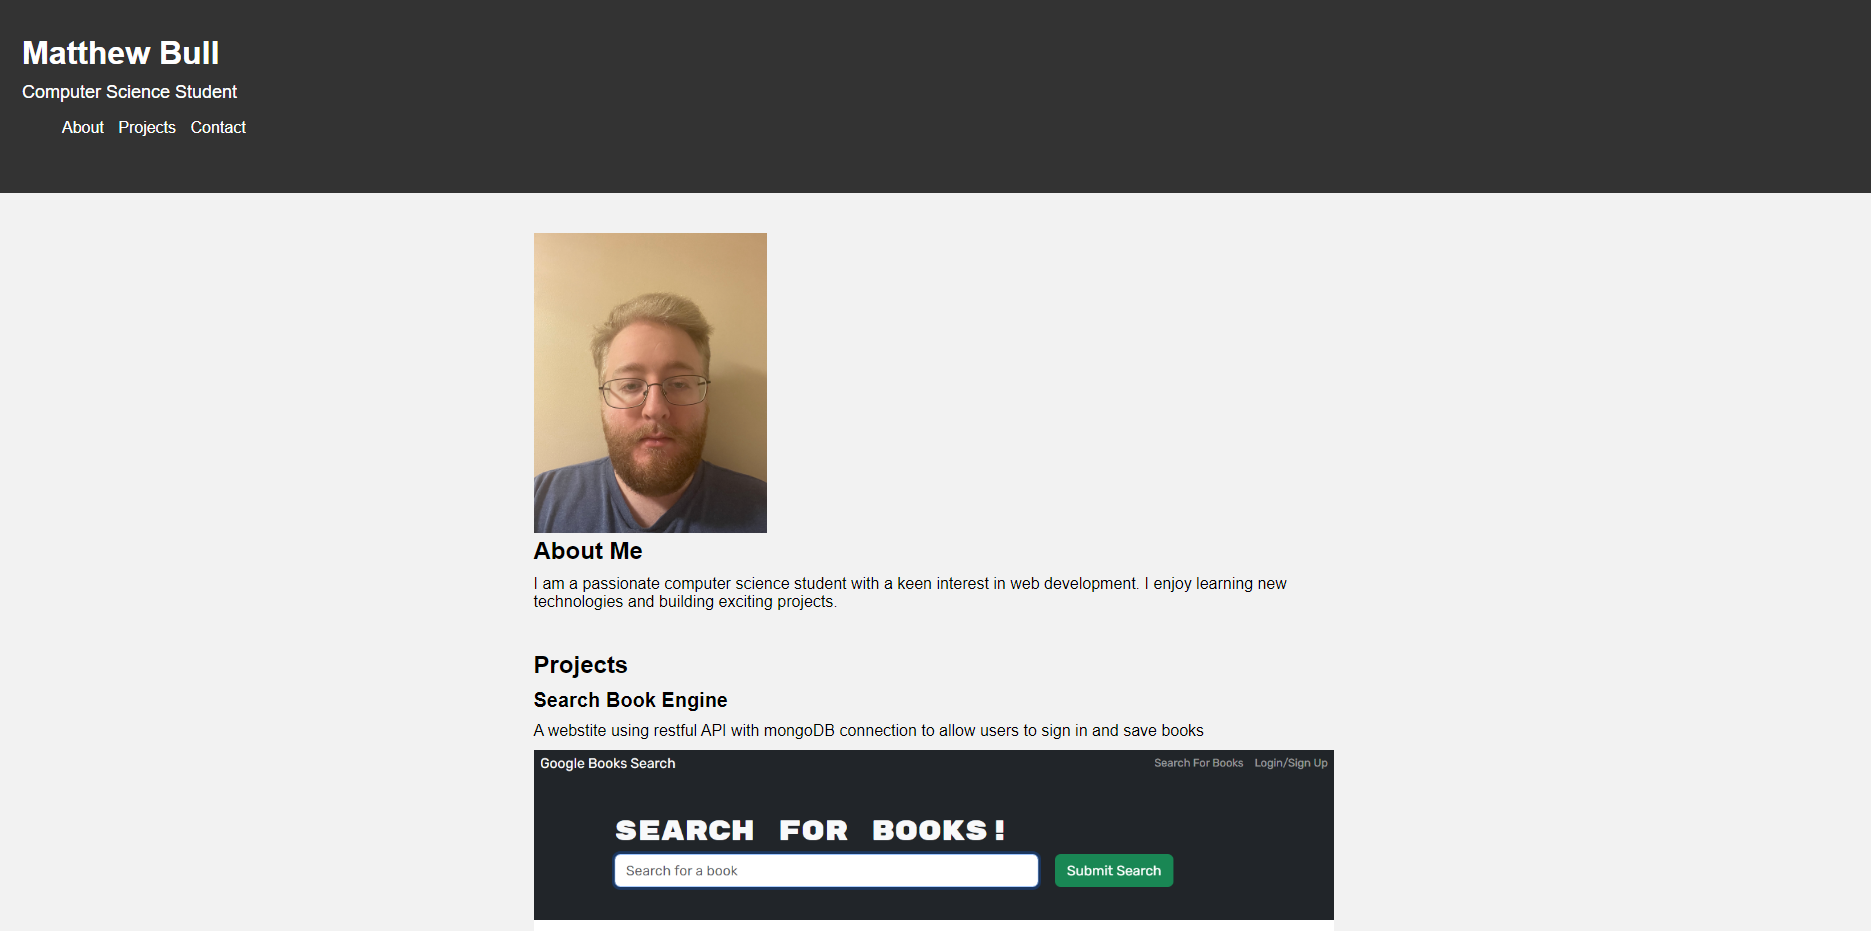 Matthew Bull
Computer Science Student
About Projects Contact
About Me
I am a passionate computer science student with a keen interest in web development. I enjoy learning new
technologies and building exciting projects.
Projects
Search Book Engine
A webstite using restful API with mongoDB connection to allow users to sign in and save books
Google Books Search
Search For Books Login/Sign Up
SEARCH FOR BOOKS!
Search for a book
Submit Search